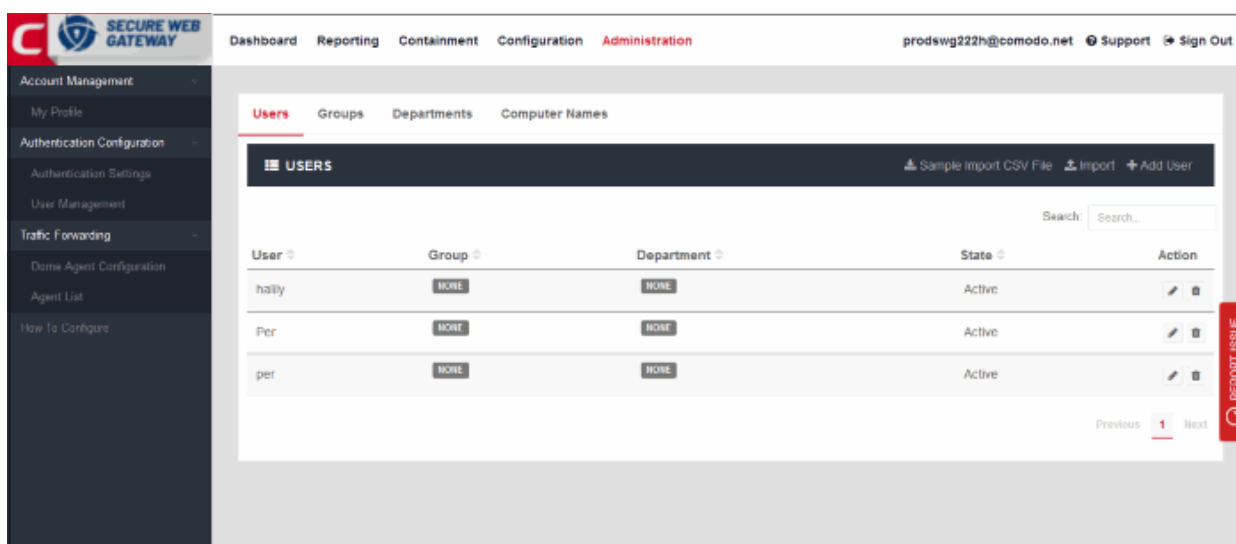 SECURE WEB
GATEWAY
Dashboard Reporting Containment Configuration Administration prodswg222h@comodo.net Support Sign Out
Account Management
My Profile
Authentication Configuration
Authentication Settings
User Management
Traffic Forwarding
Dome Agent Configuration
Agent List
How To Configure
Users Groups Departments Computer Names
USERS Sample Import CSV File Import Add User
Search: Search...
User Group Department State Action
NONE NONE Active
Per NONE NONE Active
per NONE NONE Active
Previous 1 Next
REPORT ISSUE